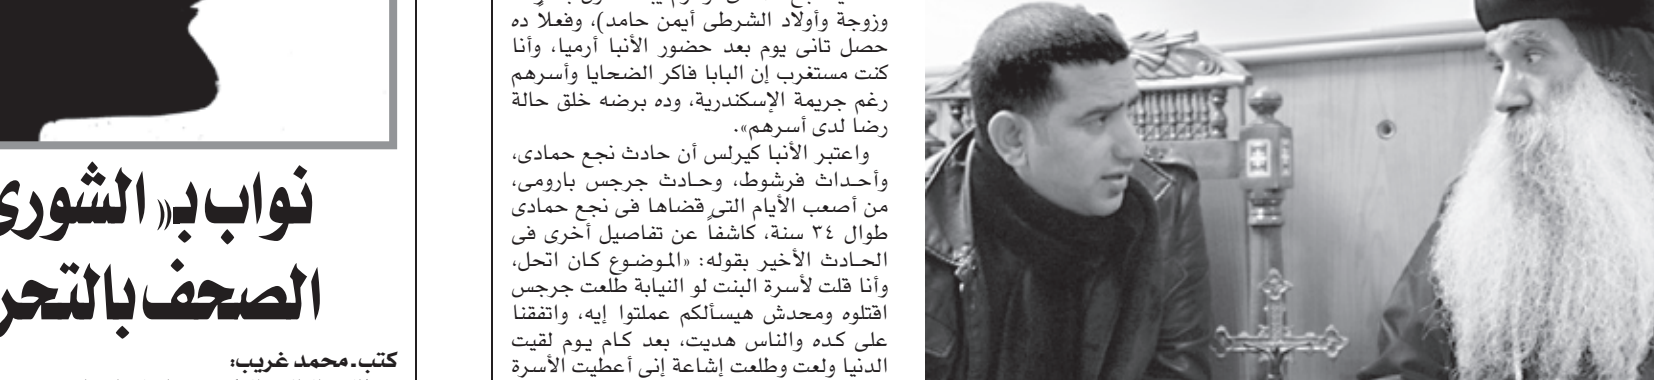 وزوجة وأولاد الشرطى أيمن حامد)، وفعلاً ده
حصل تانى يوم بعد حضور الأنبا أرميا، وأنا
كنت مستغرب إن البابا فاكر الضحايا وأسرهم
رغم جريمة الإسكندرية، وده برضه خلق حالة
رضا لدى أسرهم».
واعتبر الأنبا كيرلس أن حادث نجع حمادى،
وأحداث فرشوط، وحادث جرجس بارومى،
من أصعب الأيام التى قضاها فى نجع حمادى
طوال ٣٤ سنة، كاشفاً عن تفاصيل أخرى فى
الحادث الأخير بقوله: «الموضوع كان اتحل،
وأنا قلت لأسرة البنت لو النيابة طلعت جرجس
اقتلوه ومحدش هيسألكم عملتوا إيه، واتفقنا
على كده والناس هديت، بعد كام يوم لقيت
الدنيا ولعت وطلعت إشاعة إنى أعطيت الأسرة
نواب بـ«الشورى
الصحف بالتحر
كتب ـ محمد غريب: